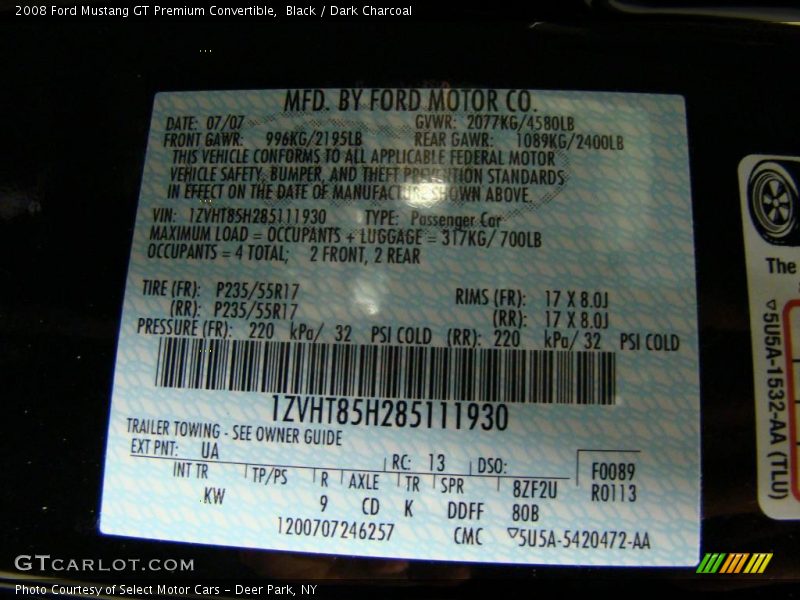 2008 Ford Mustang GT Premium Convertible,  Black / Dark Charcoal
MFD. BY FORD MOTOR CO.
DATE: 07/07 GVWR: 2077KG/4580LB
FRONT GAWR: 996KG/2195LB REAR GAWR: 1089KG/2400LB
THIS VEHICLE CONFORMS TO ALL APPLICABLE FEDERAL MOTOR
VEHICLE SAFETY, BUMPER, AND THEFT PREVENTION STANDARDS
IN EFFECT ON THE DATE OF MANUFACTURE SHOWN ABOVE.
VIN: 1ZVHT85H285111930 TYPE: Passenger Car
MAXIMUM LOAD = OCCUPANTS + LUGGAGE = 317KG/ 700LB
OCCUPANTS = 4 TOTAL; 2 FRONT, 2 REAR
TIRE (FR): P235/55R17 RIMS (FR): 17 X 8.0J
(RR): P235/55R17 (RR): 17 X 8.0J
PRESSURE (FR): 220 kPa/ 32 PSI COLD (RR): 220 kPa/ 32 PSI COLD
1ZVHT85H285111930
TRAILER TOWING - SEE OWNER GUIDE
EXT PNT: UA RC: 13 DSO: F0089
INT TR TP/PS R AXLE TR SPR 8ZF2U R0113
.KW 9 CD K DDFF 80B
1200707246257 CMC ▽5U5A-5420472-AA
The
▽5U5A-1532-AA (TLU)
GTCARLOT.COM
Photo Courtesy of Select Motor Cars - Deer Park, NY